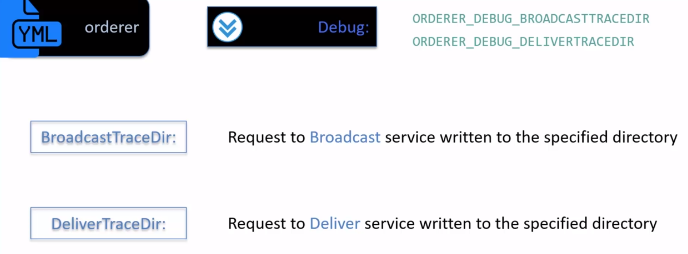 YML orderer
Debug:
ORDERER_DEBUG_BROADCASTTRACEDIR
ORDERER_DEBUG_DELIVERTRACEDIR
BroadcastTraceDir:
Request to Broadcast service written to the specified directory
DeliverTraceDir:
Request to Deliver service written to the specified directory